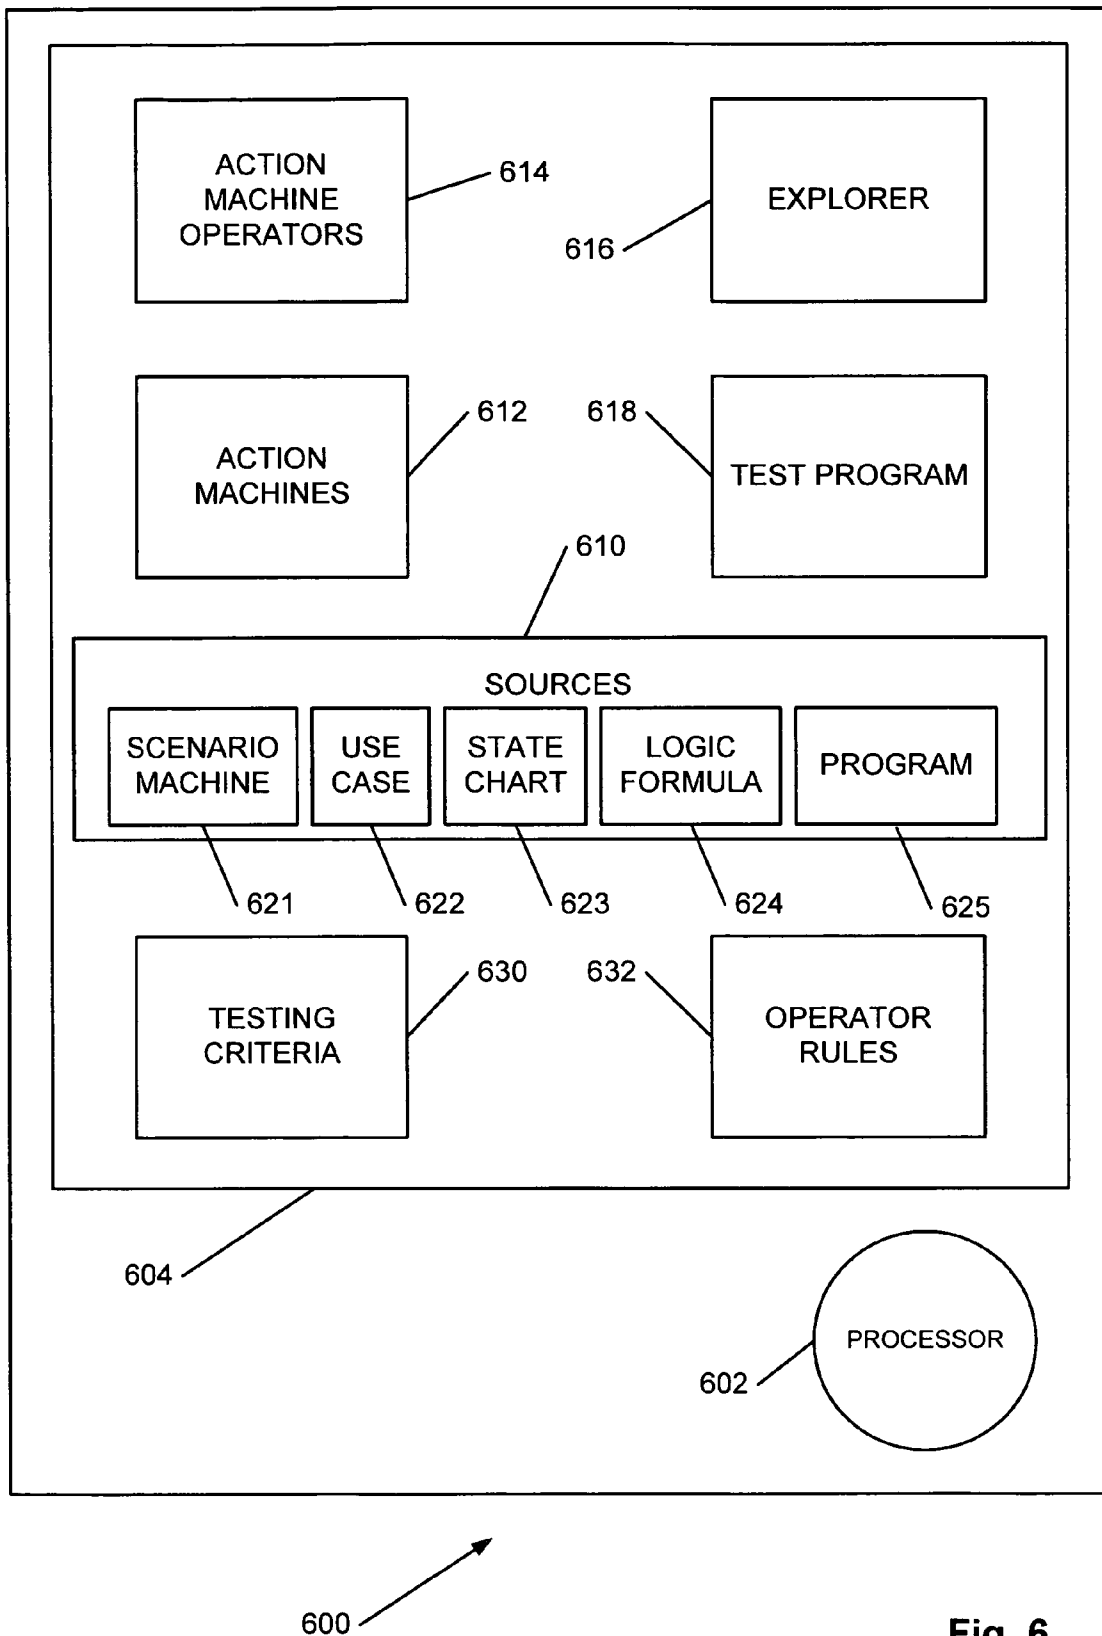 ACTION
MACHINE
OPERATORS
614
EXPLORER
616
ACTION
MACHINES
612
618
TEST PROGRAM
610
SOURCES
SCENARIO
MACHINE
USE
CASE
STATE
CHART
LOGIC
FORMULA
PROGRAM
621
622
623
624
625
TESTING
CRITERIA
630
632
OPERATOR
RULES
604
PROCESSOR
602
600
Fig. 6